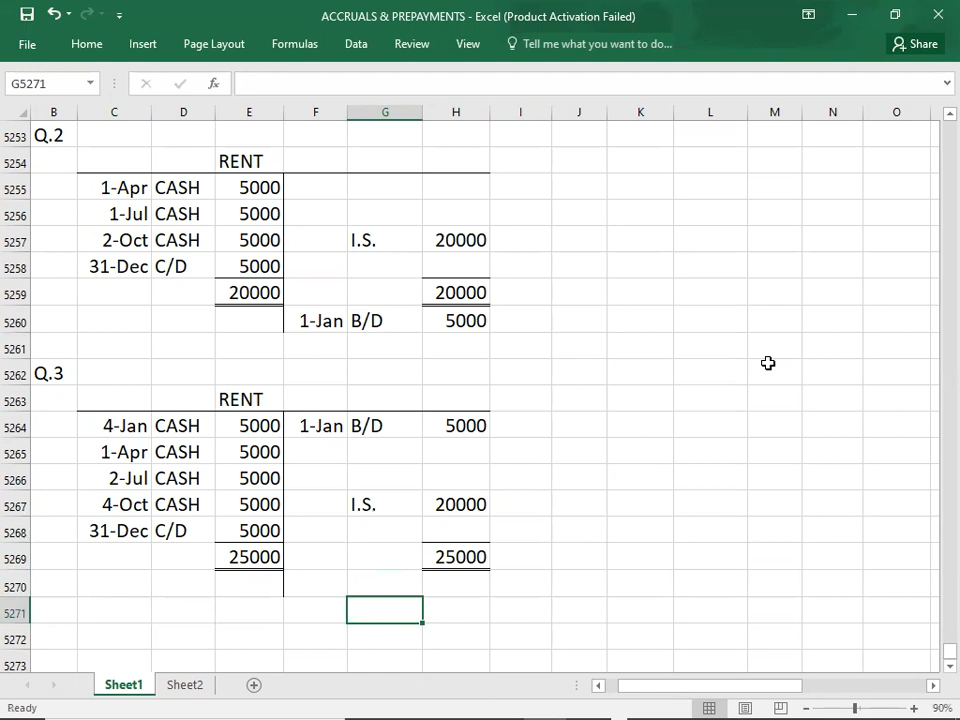 ACCRUALS & PREPAYMENTS - Excel (Product Activation Failed)
File Home Insert Page Layout Formulas Data Review View Tell me what you want to do... Share
G5271 fx
B C D E F G H I J K L M N O
5253 Q.2
5254 RENT
5255 1-Apr CASH 5000
5256 1-Jul CASH 5000
5257 2-Oct CASH 5000 I.S. 20000
5258 31-Dec C/D 5000
5259 20000 20000
5260 1-Jan B/D 5000
5261
5262 Q.3
5263 RENT
5264 4-Jan CASH 5000 1-Jan B/D 5000
5265 1-Apr CASH 5000
5266 2-Jul CASH 5000
5267 4-Oct CASH 5000 I.S. 20000
5268 31-Dec C/D 5000
5269 25000 25000
5270
5271
5272
5273
Sheet1 Sheet2
Ready 90%